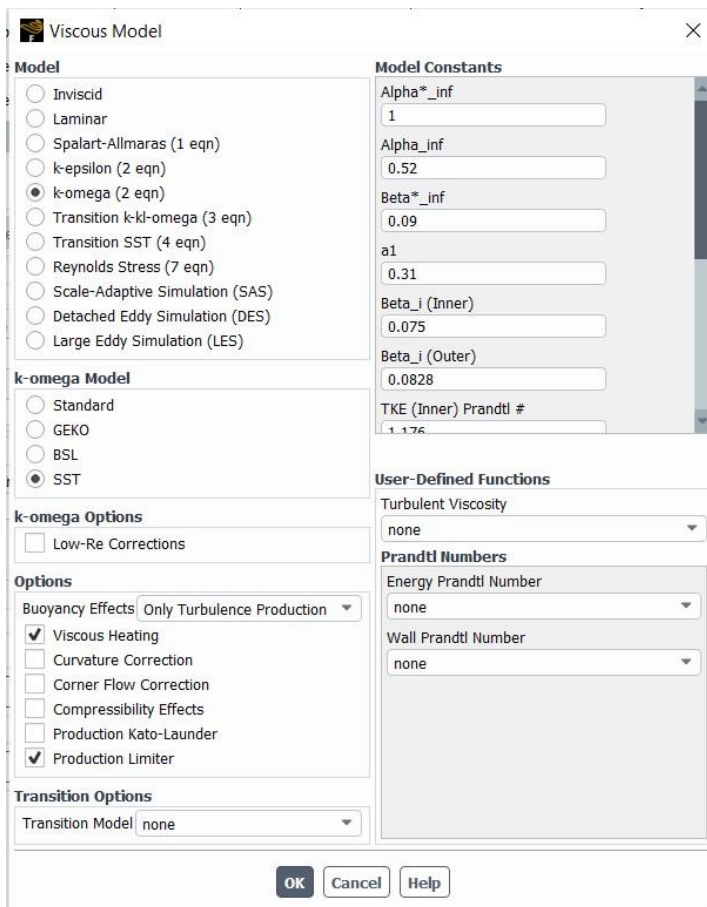 Viscous Model
Model
Inviscid
Laminar
Spalart-Allmaras (1 eqn)
k-epsilon (2 eqn)
k-omega (2 eqn)
Transition k-kl-omega (3 eqn)
Transition SST (4 eqn)
Reynolds Stress (7 eqn)
Scale-Adaptive Simulation (SAS)
Detached Eddy Simulation (DES)
Large Eddy Simulation (LES)
k-omega Model
Standard
GEKO
BSL
SST
k-omega Options
Low-Re Corrections
Options
Buoyancy Effects Only Turbulence Production
Viscous Heating
Curvature Correction
Corner Flow Correction
Compressibility Effects
Production Kato-Launder
Production Limiter
Transition Options
Transition Model none
Model Constants
Alpha*_inf
1
Alpha_inf
0.52
Beta*_inf
0.09
a1
0.31
Beta_i (Inner)
0.075
Beta_i (Outer)
0.0828
TKE (Inner) Prandtl #
1.176
User-Defined Functions
Turbulent Viscosity
none
Prandtl Numbers
Energy Prandtl Number
none
Wall Prandtl Number
none
OK Cancel Help